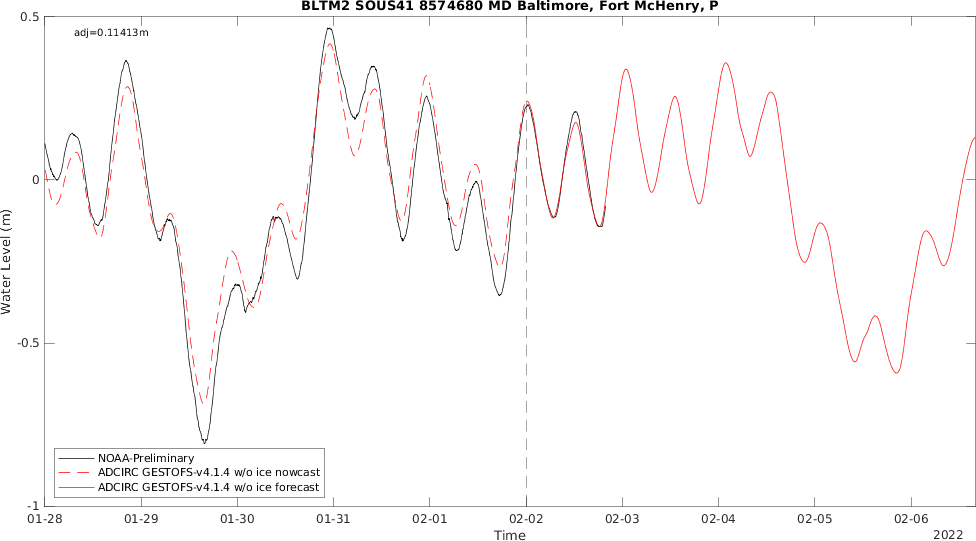 BLTM2 SOUS41 8574680 MD Baltimore, Fort McHenry, P
adj=0.11413m
0.5
0
-0.5
-1
Water Level (m)
NOAA-Preliminary
ADCIRC GESTOFS-v4.1.4 w/o ice nowcast
ADCIRC GESTOFS-v4.1.4 w/o ice forecast
01-28 01-29 01-30 01-31 02-01 02-02 02-03 02-04 02-05 02-06
Time
2022